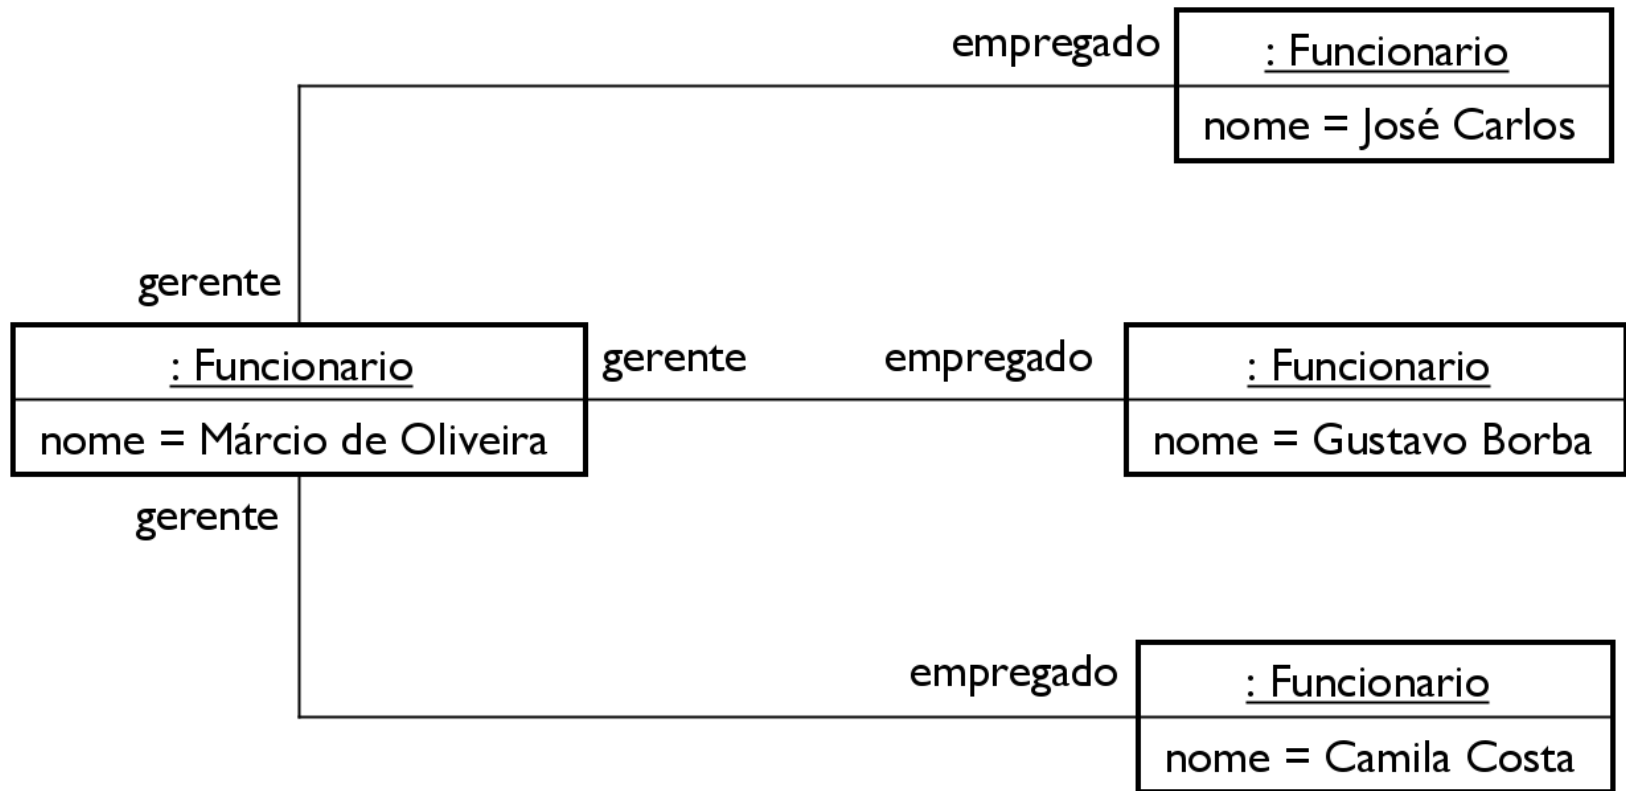 empregado
: Funcionario
nome = José Carlos
gerente
: Funcionario
nome = Márcio de Oliveira
gerente
empregado
: Funcionario
nome = Gustavo Borba
gerente
empregado
: Funcionario
nome = Camila Costa